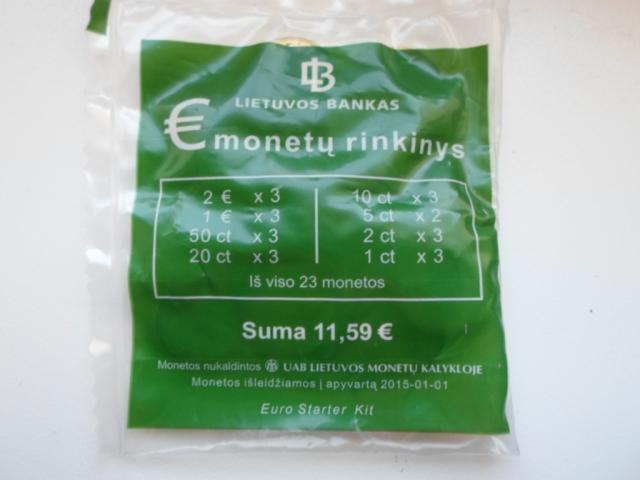 LB
LIETUVOS BANKAS
€ monetų rinkinys
2 € x 3
1 € x 3
50 ct x 3
20 ct x 3
10 ct x 3
5 ct x 2
2 ct x 3
1 ct x 3
Iš viso 23 monetos
Suma 11,59 €
Monetos nukaldintos UAB LIETUVOS MONETŲ KALYKLOJE
Monetos išleidžiamos į apyvartą 2015-01-01
Euro Starter Kit